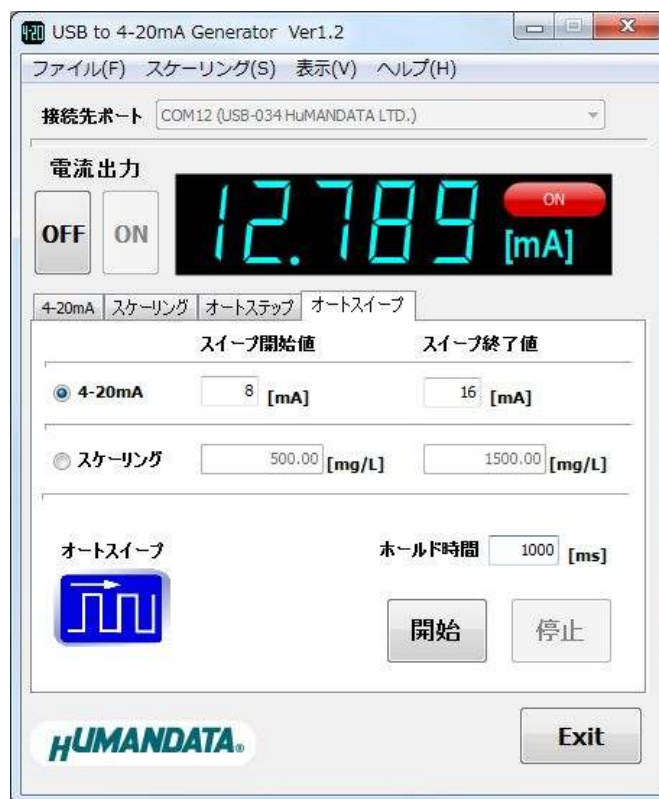 4-20 USB to 4-20mA Generator Ver1.2
ファイル(F) スケーリング(S) 表示(V) ヘルプ(H)
接続先ポート COM12 (USB-034 HuMANDATA LTD.)
電流出力
OFF ON 12.789 ON [mA]
4-20mA スケーリング オートステップ オートスイープ
スイープ開始値 スイープ終了値
4-20mA 8 [mA] 16 [mA]
スケーリング 500.00 [mg/L] 1500.00 [mg/L]
オートスイープ ホールド時間 1000 [ms]
開始 停止
HUMANDATA® Exit